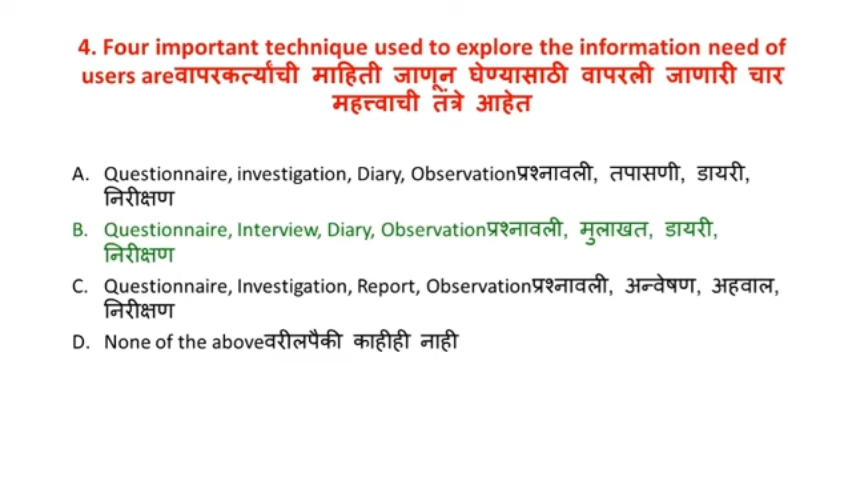 4. Four important technique used to explore the information need of
users areवापरकर्त्यांची माहिती जाणून घेण्यासाठी वापरली जाणारी चार
महत्त्वाची तंत्रे आहेत
A. Questionnaire, investigation, Diary, Observationप्रश्नावली, तपासणी, डायरी,
निरीक्षण
B. Questionnaire, Interview, Diary, Observationप्रश्नावली, मुलाखत, डायरी,
निरीक्षण
C. Questionnaire, Investigation, Report, Observationप्रश्नावली, अन्वेषण, अहवाल,
निरीक्षण
D. None of the aboveवरीलपैकी काहीही नाही